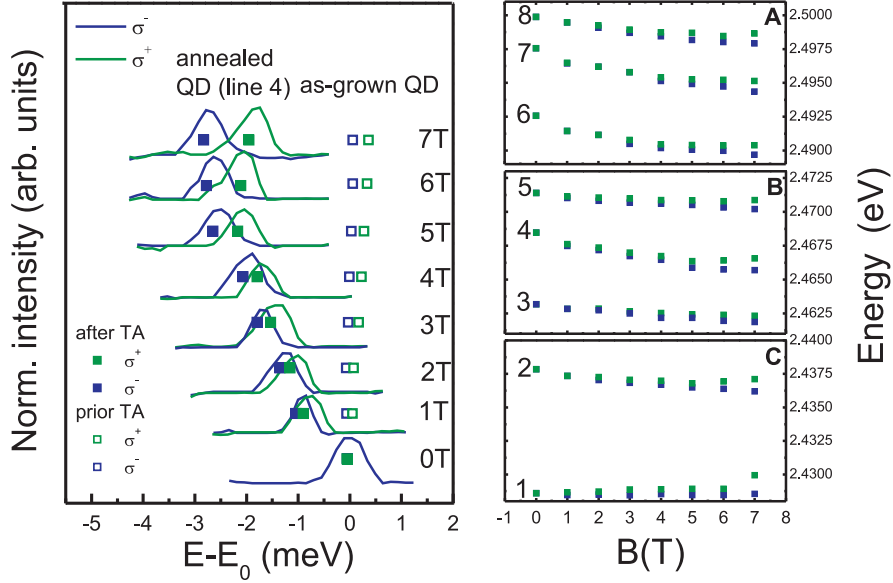 σ⁻
σ⁺
annealed
QD (line 4) as-grown QD
7T
6T
5T
4T
3T
2T
1T
0T
after TA
σ⁺
σ⁻
prior TA
σ⁺
σ⁻
Norm. intensity (arb. units)
-5 -4 -3 -2 -1 0 1 2
E-E₀ (meV)
A
8
7
6
2.5000
2.4975
2.4950
2.4925
2.4900
B
5
4
3
2.4725
2.4700
2.4675
2.4650
2.4625
C
2
1
2.4400
2.4375
2.4350
2.4325
2.4300
Energy (eV)
-1 0 1 2 3 4 5 6 7 8
B(T)